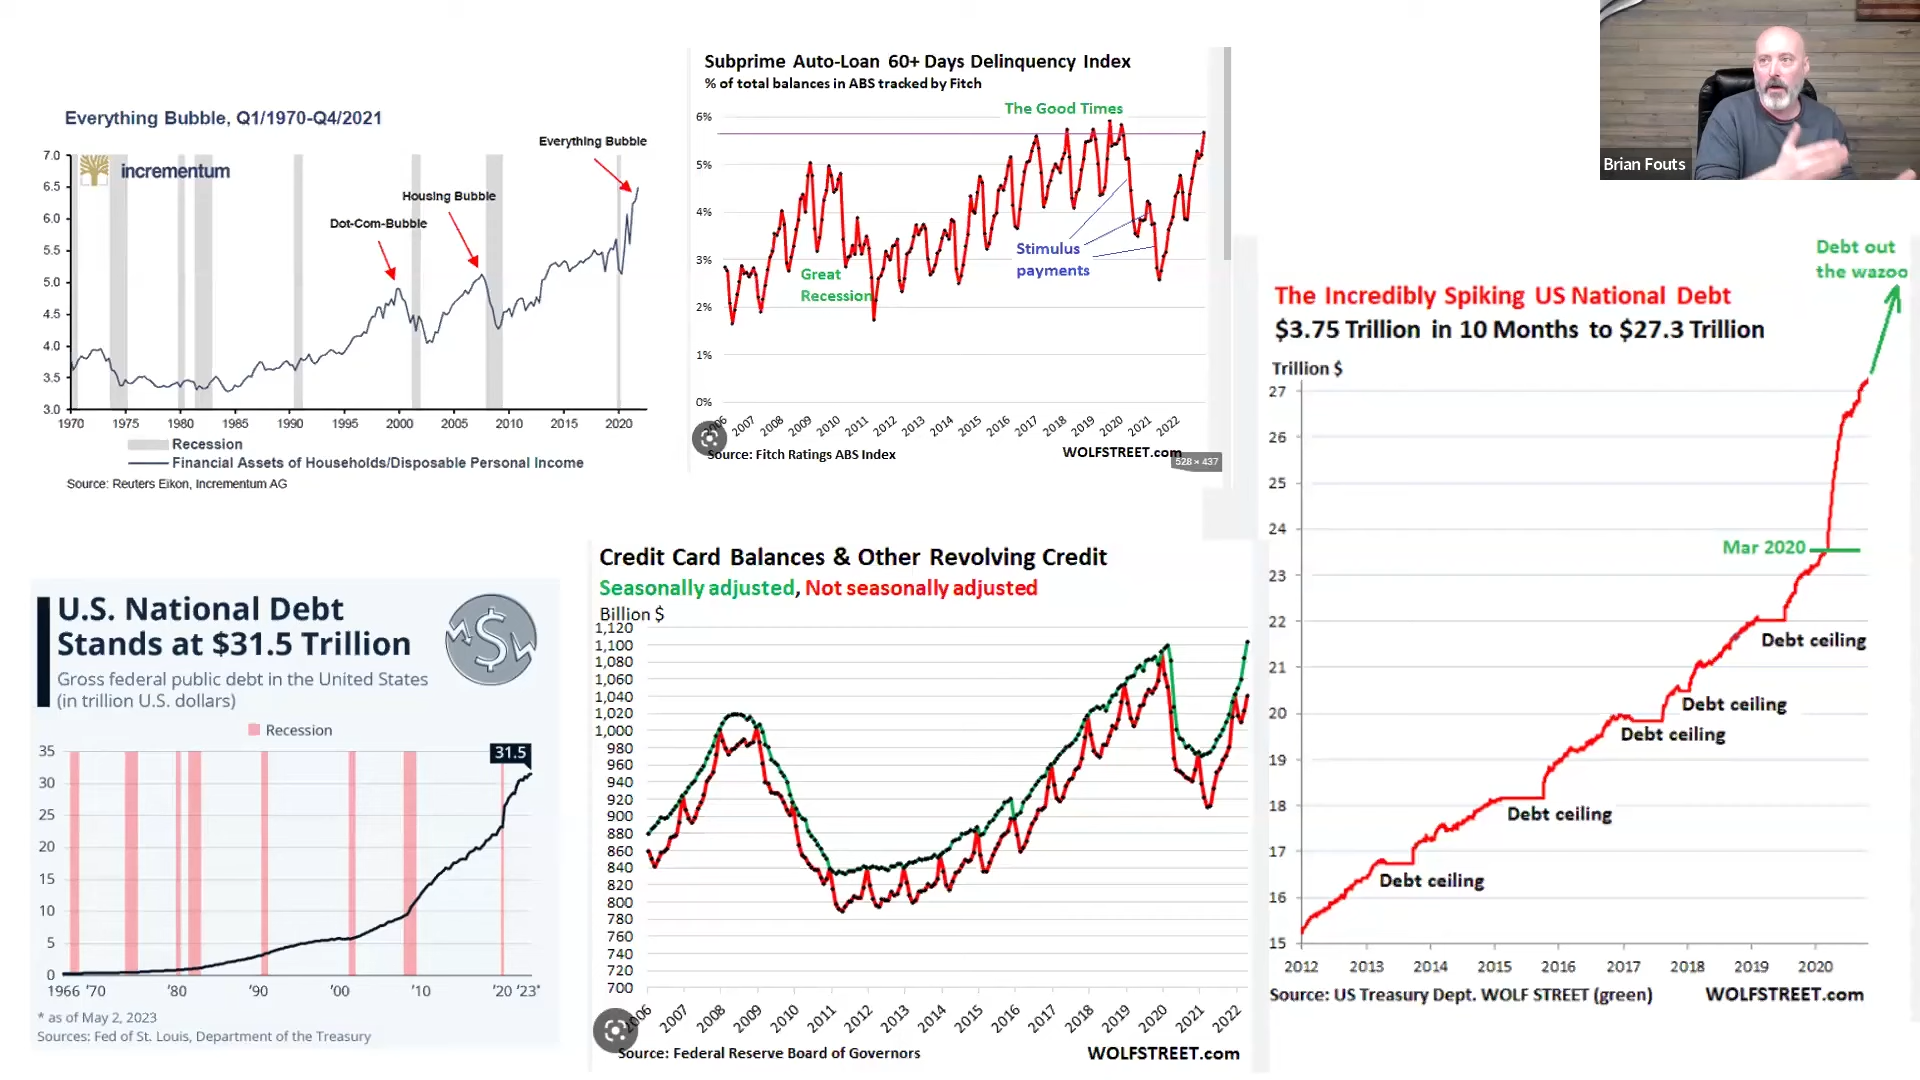 Everything Bubble, Q1/1970-Q4/2021
incrementum
Everything Bubble
Housing Bubble
Dot-Com-Bubble
7.0
6.5
6.0
5.5
5.0
4.5
4.0
3.5
3.0
1970 1975 1980 1985 1990 1995 2000 2005 2010 2015 2020
Recession
Financial Assets of Households/Disposable Personal Income
Source: Reuters Eikon, Incrementum AG
Subprime Auto-Loan 60+ Days Delinquency Index
% of total balances in ABS tracked by Fitch
The Good Times
6%
5%
4%
3%
2%
1%
0%
Great
Recession
Stimulus
payments
2006 2007 2008 2009 2010 2011 2012 2013 2014 2015 2016 2017 2018 2019 2020 2021 2022
Source: Fitch Ratings ABS Index
WOLFSTREET.com
528 × 437
Brian Fouts
Debt out
the wazoo
The Incredibly Spiking US National Debt
$3.75 Trillion in 10 Months to $27.3 Trillion
Trillion $
27
26
25
24
23
22
21
20
19
18
17
16
15
Mar 2020
Debt ceiling
Debt ceiling
Debt ceiling
Debt ceiling
Debt ceiling
2012 2013 2014 2015 2016 2017 2018 2019 2020
Source: US Treasury Dept. WOLF STREET (green)
WOLFSTREET.com
U.S. National Debt
Stands at $31.5 Trillion
Gross federal public debt in the United States
(in trillion U.S. dollars)
Recession
31.5
35
30
25
20
15
10
5
0
1966 '70 '80 '90 '00 '10 '20 '23*
* as of May 2, 2023
Sources: Fed of St. Louis, Department of the Treasury
Credit Card Balances & Other Revolving Credit
Seasonally adjusted, Not seasonally adjusted
Billion $
1,120
1,100
1,080
1,060
1,040
1,020
1,000
980
960
940
920
900
880
860
840
820
800
780
760
740
720
700
2006 2007 2008 2009 2010 2011 2012 2013 2014 2015 2016 2017 2018 2019 2020 2021 2022
Source: Federal Reserve Board of Governors
WOLFSTREET.com